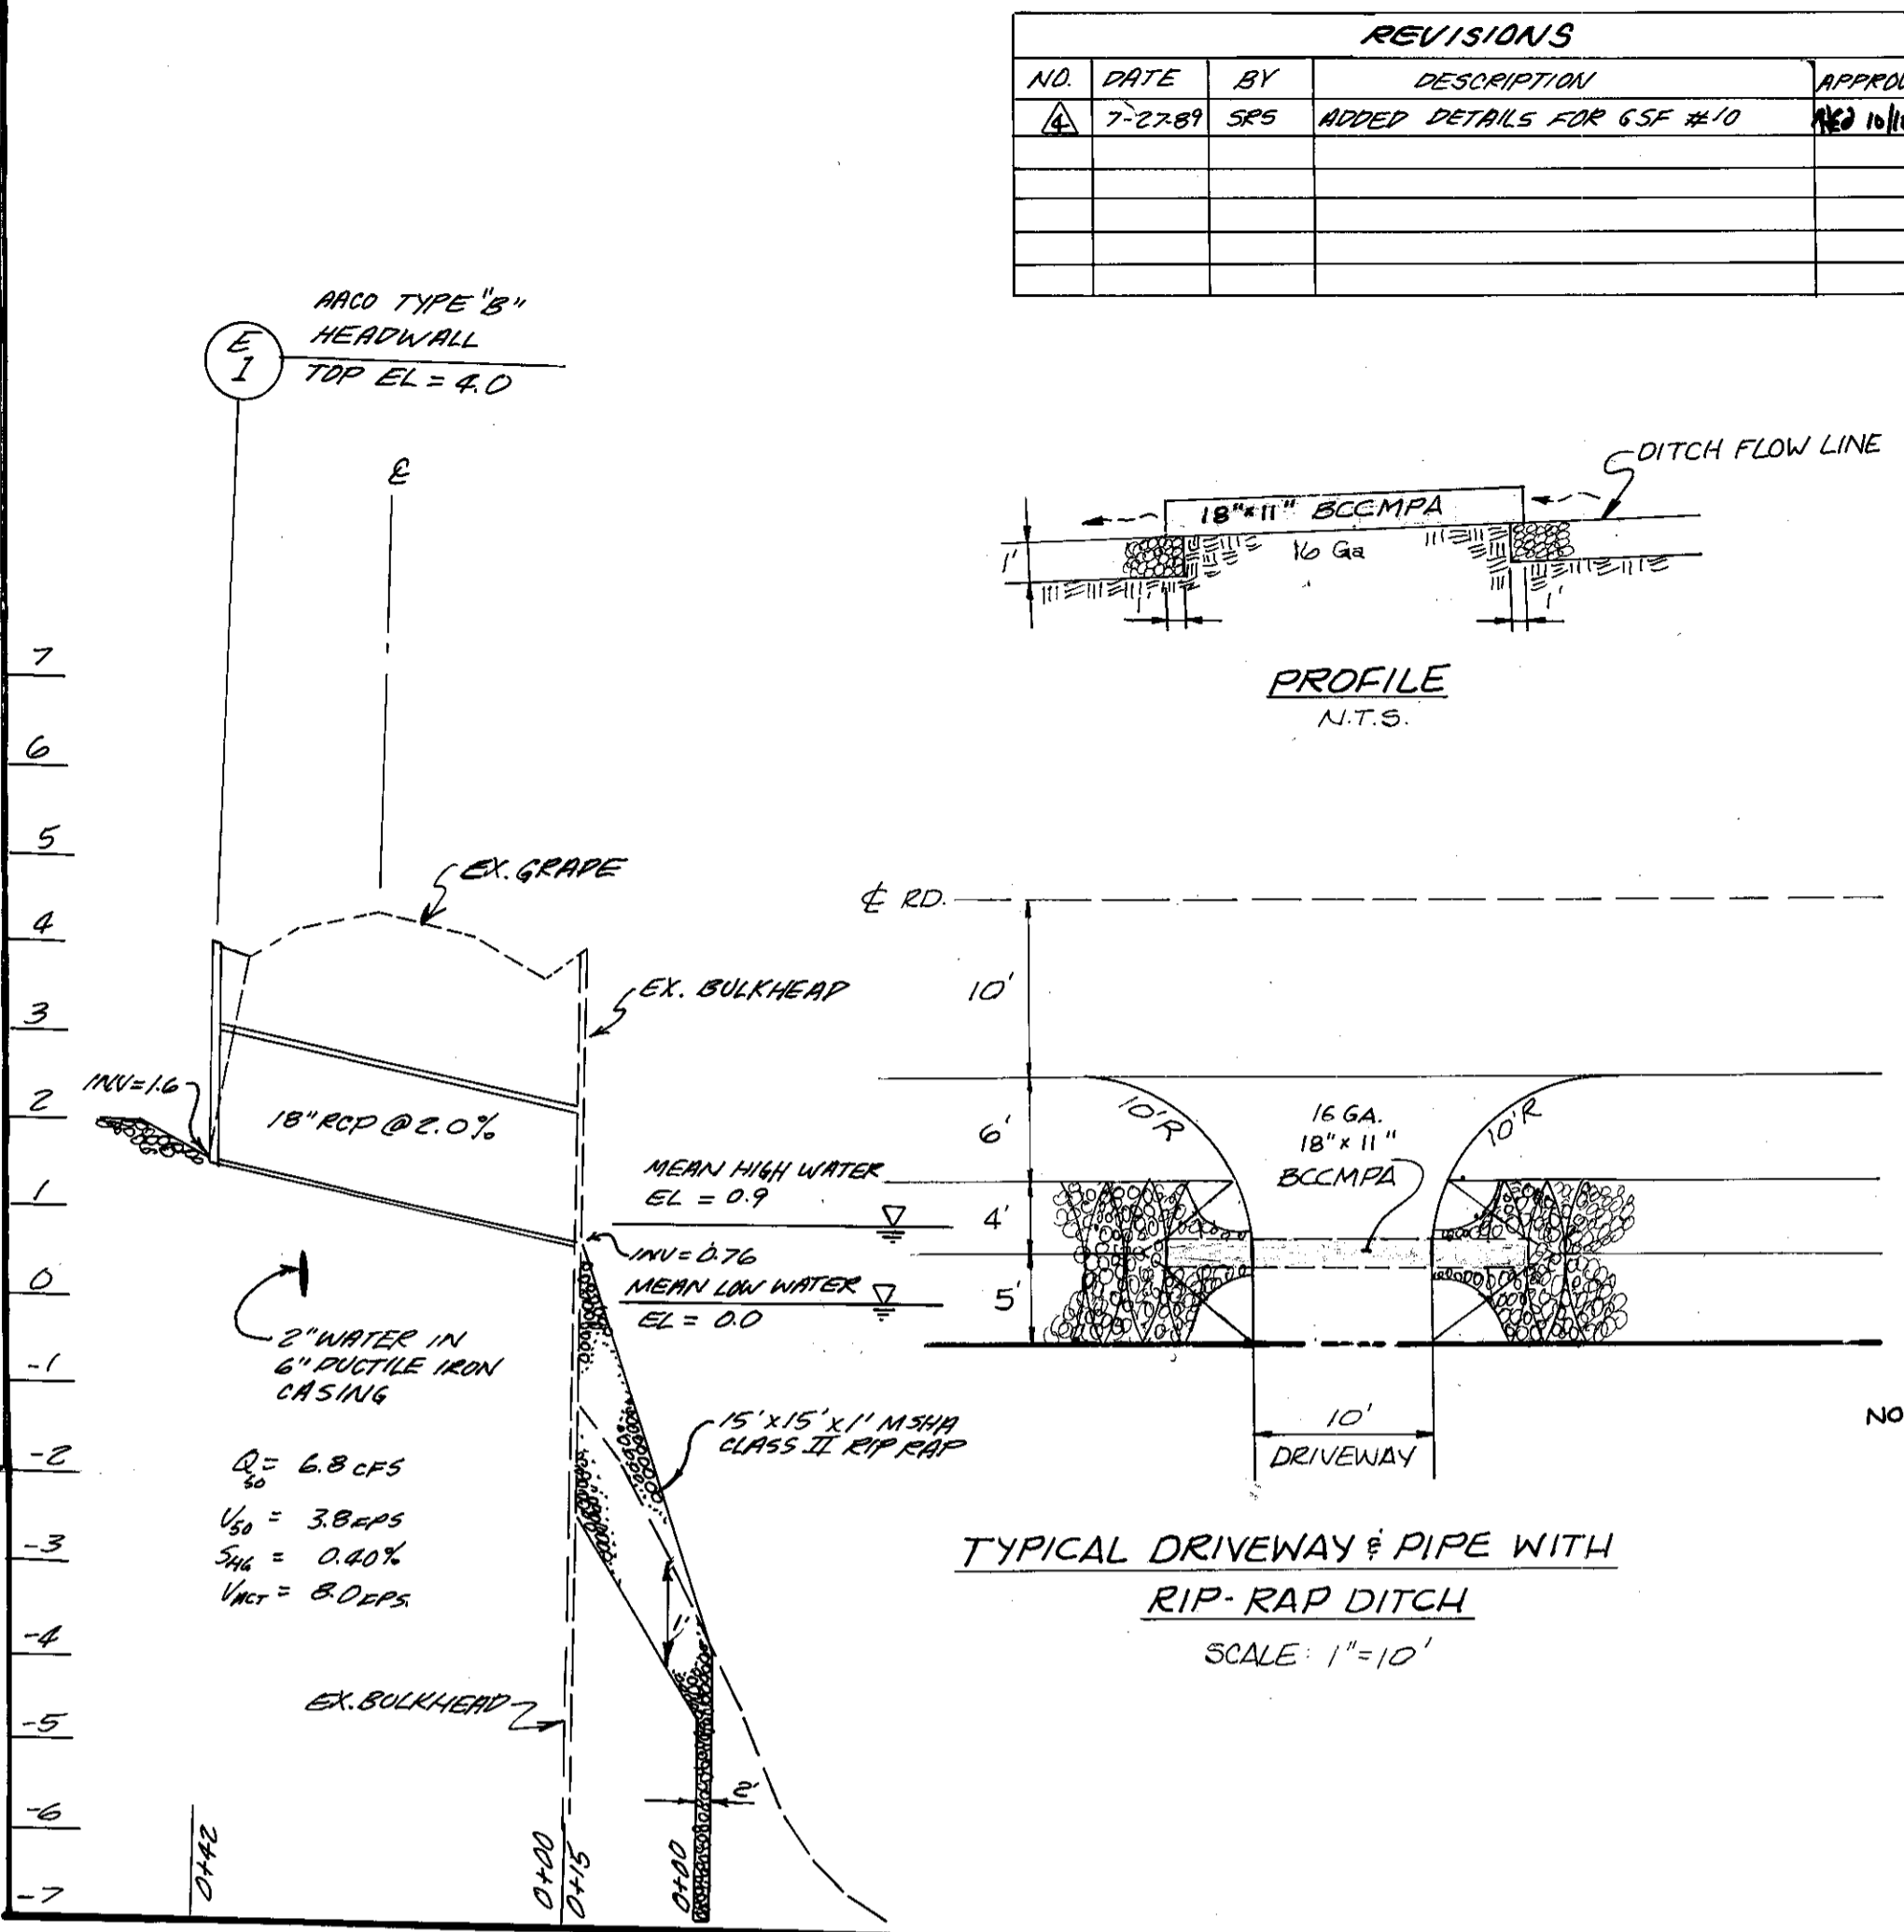 REVISIONS
NO. DATE BY DESCRIPTION APPROV
4 7-27-89 SRS ADDED DETAILS FOR GSF #10
AACO TYPE "B"
HEADWALL
TOP EL = 4.0
E
1
DITCH FLOW LINE
18"x11" BCCMPA
16 Ga
1'
1'
1'
PROFILE
N.T.S.
7
6
5
4
3
2
1
0
-1
-2
-3
-4
-5
-6
-7
EX. GRADE
EX. BULKHEAD
INV=1.6
18" RCP @ 2.0%
MEAN HIGH WATER
EL = 0.9
INV=0.76
MEAN LOW WATER
EL = 0.0
2" WATER IN
6" DUCTILE IRON
CASING
15'x15'x1' MSHA
CLASS II RIP RAP
Q50 = 6.8 CFS
V50 = 3.8 FPS
SHG = 0.40%
VACT = 8.0 FPS.
1'
EX. BULKHEAD
2'
0+42
0+00
0+15
0+00
℄ RD.
10'
6'
4'
5'
10'R
16 GA.
18" x 11"
BCCMPA
10'R
10'
DRIVEWAY
NO
TYPICAL DRIVEWAY & PIPE WITH
RIP-RAP DITCH
SCALE: 1"=10'